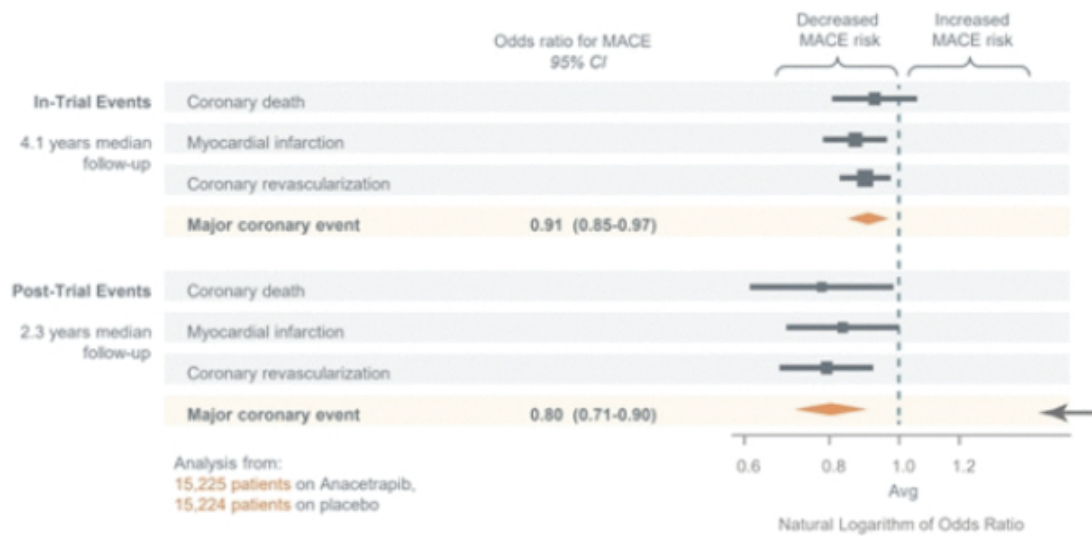 Decreased MACE risk
Increased MACE risk
Odds ratio for MACE
95% CI
In-Trial Events
4.1 years median
follow-up
Coronary death
Myocardial infarction
Coronary revascularization
Major coronary event 0.91 (0.85-0.97)
Post-Trial Events
2.3 years median
follow-up
Coronary death
Myocardial infarction
Coronary revascularization
Major coronary event 0.80 (0.71-0.90)
0.6 0.8 1.0 1.2
Avg
Natural Logarithm of Odds Ratio
Analysis from:
15,225 patients on Anacetrapib,
15,224 patients on placebo